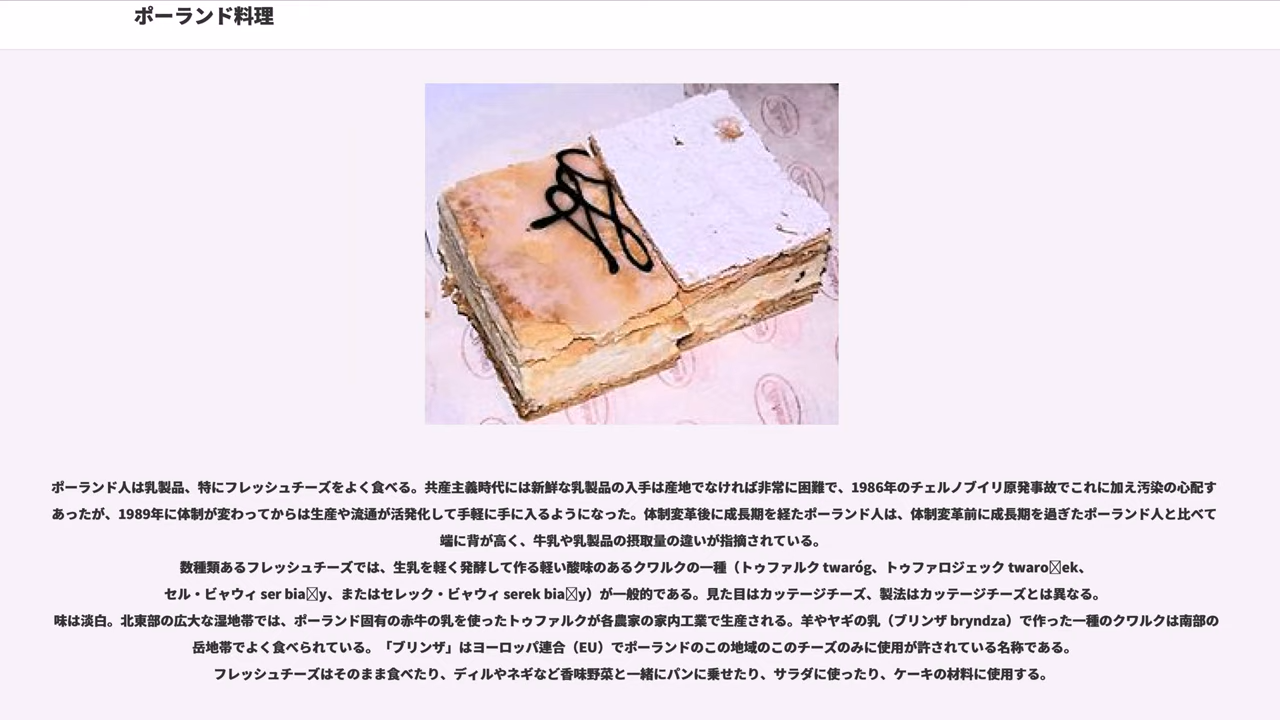 ポーランド料理
ポーランド人は乳製品、特にフレッシュチーズをよく食べる。共産主義時代には新鮮な乳製品の入手は産地でなければ非常に困難で、1986年のチェルノブイリ原発事故でこれに加え汚染の心配す
あったが、1989年に体制が変わってからは生産や流通が活発化して手軽に手に入るようになった。体制変革後に成長期を経たポーランド人は、体制変革前に成長期を過ぎたポーランド人と比べて
端に背が高く、牛乳や乳製品の摂取量の違いが指摘されている。
数種類あるフレッシュチーズでは、生乳を軽く発酵して作る軽い酸味のあるクワルクの一種（トゥファルク twaróg、トゥファロジェック twaro□ek、
セル・ビャウィ ser bia□y、またはセレック・ビャウィ serek bia□y）が一般的である。見た目はカッテージチーズ、製法はカッテージチーズとは異なる。
味は淡白。北東部の広大な湿地帯では、ポーランド固有の赤牛の乳を使ったトゥファルクが各農家の家内工業で生産される。羊やヤギの乳（ブリンザ bryndza）で作った一種のクワルクは南部の
岳地帯でよく食べられている。「ブリンザ」はヨーロッパ連合（EU）でポーランドのこの地域のこのチーズのみに使用が許されている名称である。
フレッシュチーズはそのまま食べたり、ディルやネギなど香味野菜と一緒にパンに乗せたり、サラダに使ったり、ケーキの材料に使用する。